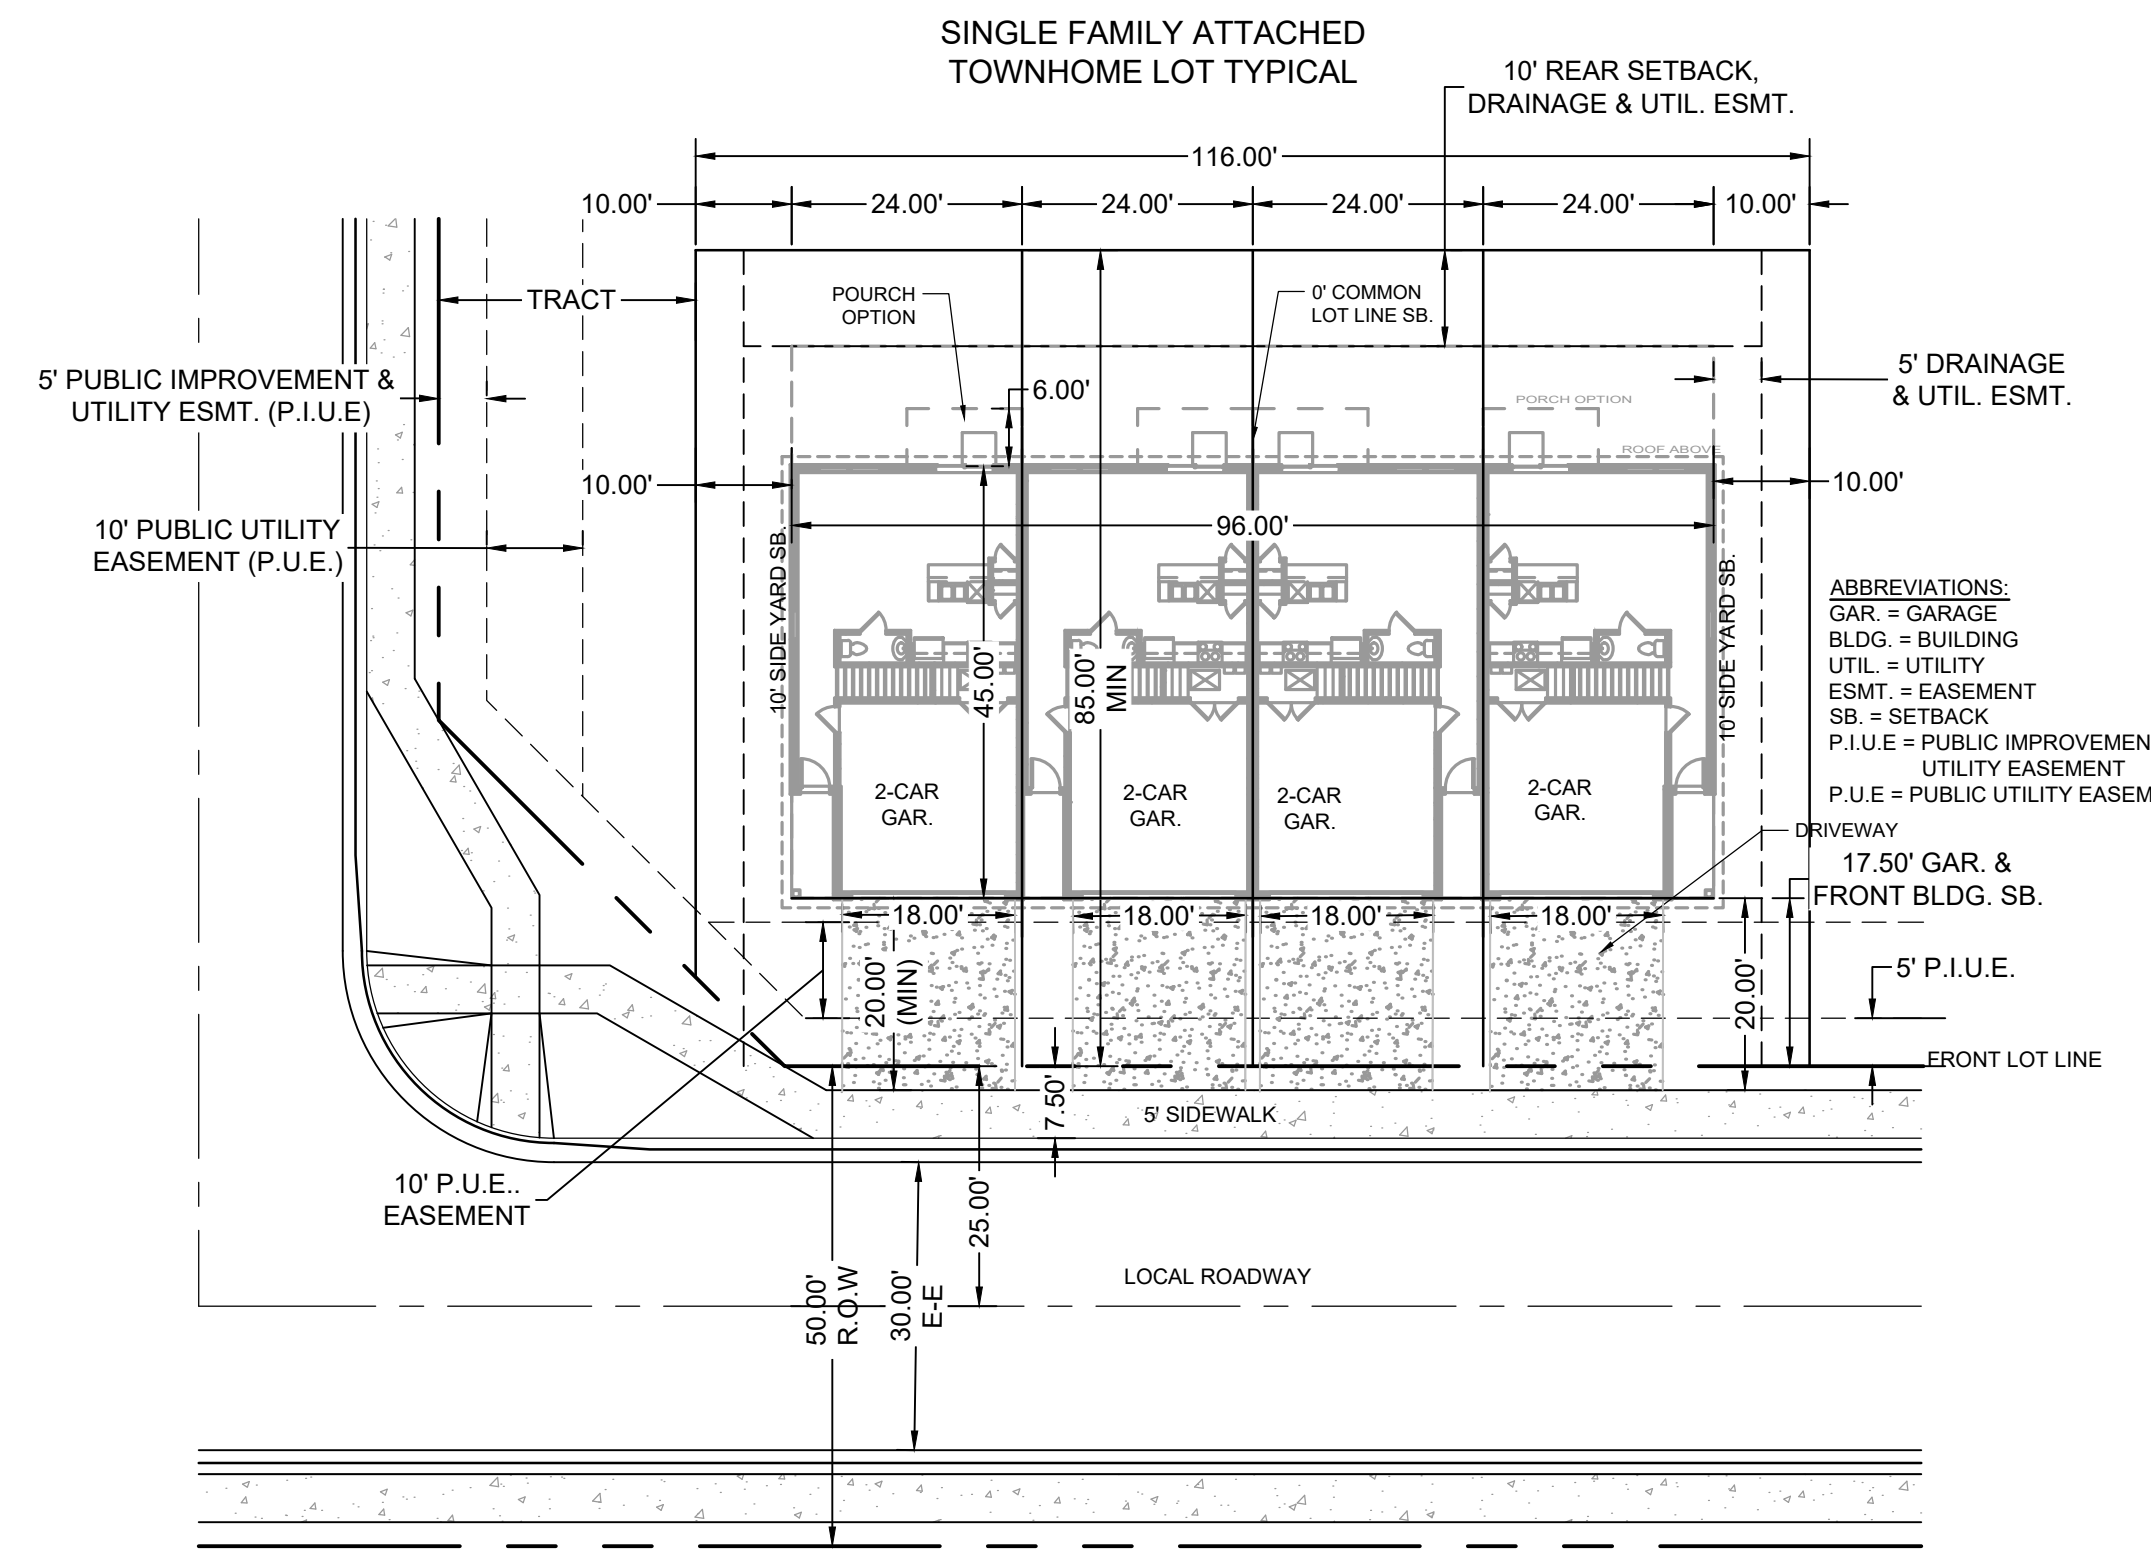 SINGLE FAMILY ATTACHED
TOWNHOME LOT TYPICAL
10' REAR SETBACK,
DRAINAGE & UTIL. ESMT.
116.00'
10.00'
24.00'
24.00'
24.00'
24.00'
10.00'
TRACT
POURCH
OPTION
0' COMMON
LOT LINE SB.
5' PUBLIC IMPROVEMENT &
UTILITY ESMT. (P.I.U.E)
6.00'
PORCH OPTION
5' DRAINAGE
& UTIL. ESMT.
ROOF ABOVE
10.00'
10.00'
96.00'
10' PUBLIC UTILITY
EASEMENT (P.U.E.)
10' SIDE YARD SB.
10' SIDE YARD SB.
45.00'
85.00'
MIN
ABBREVIATIONS:
GAR. = GARAGE
BLDG. = BUILDING
UTIL. = UTILITY
ESMT. = EASEMENT
SB. = SETBACK
P.I.U.E = PUBLIC IMPROVEMEN
UTILITY EASEMENT
P.U.E = PUBLIC UTILITY EASEM
2-CAR
GAR.
2-CAR
GAR.
2-CAR
GAR.
2-CAR
GAR.
DRIVEWAY
17.50' GAR. &
FRONT BLDG. SB.
18.00'
18.00'
18.00'
18.00'
20.00'
(MIN)
20.00'
5' P.I.U.E.
FRONT LOT LINE
7.50'
5' SIDEWALK
10' P.U.E..
EASEMENT
25.00'
50.00'
R.O.W
30.00'
E-E
LOCAL ROADWAY